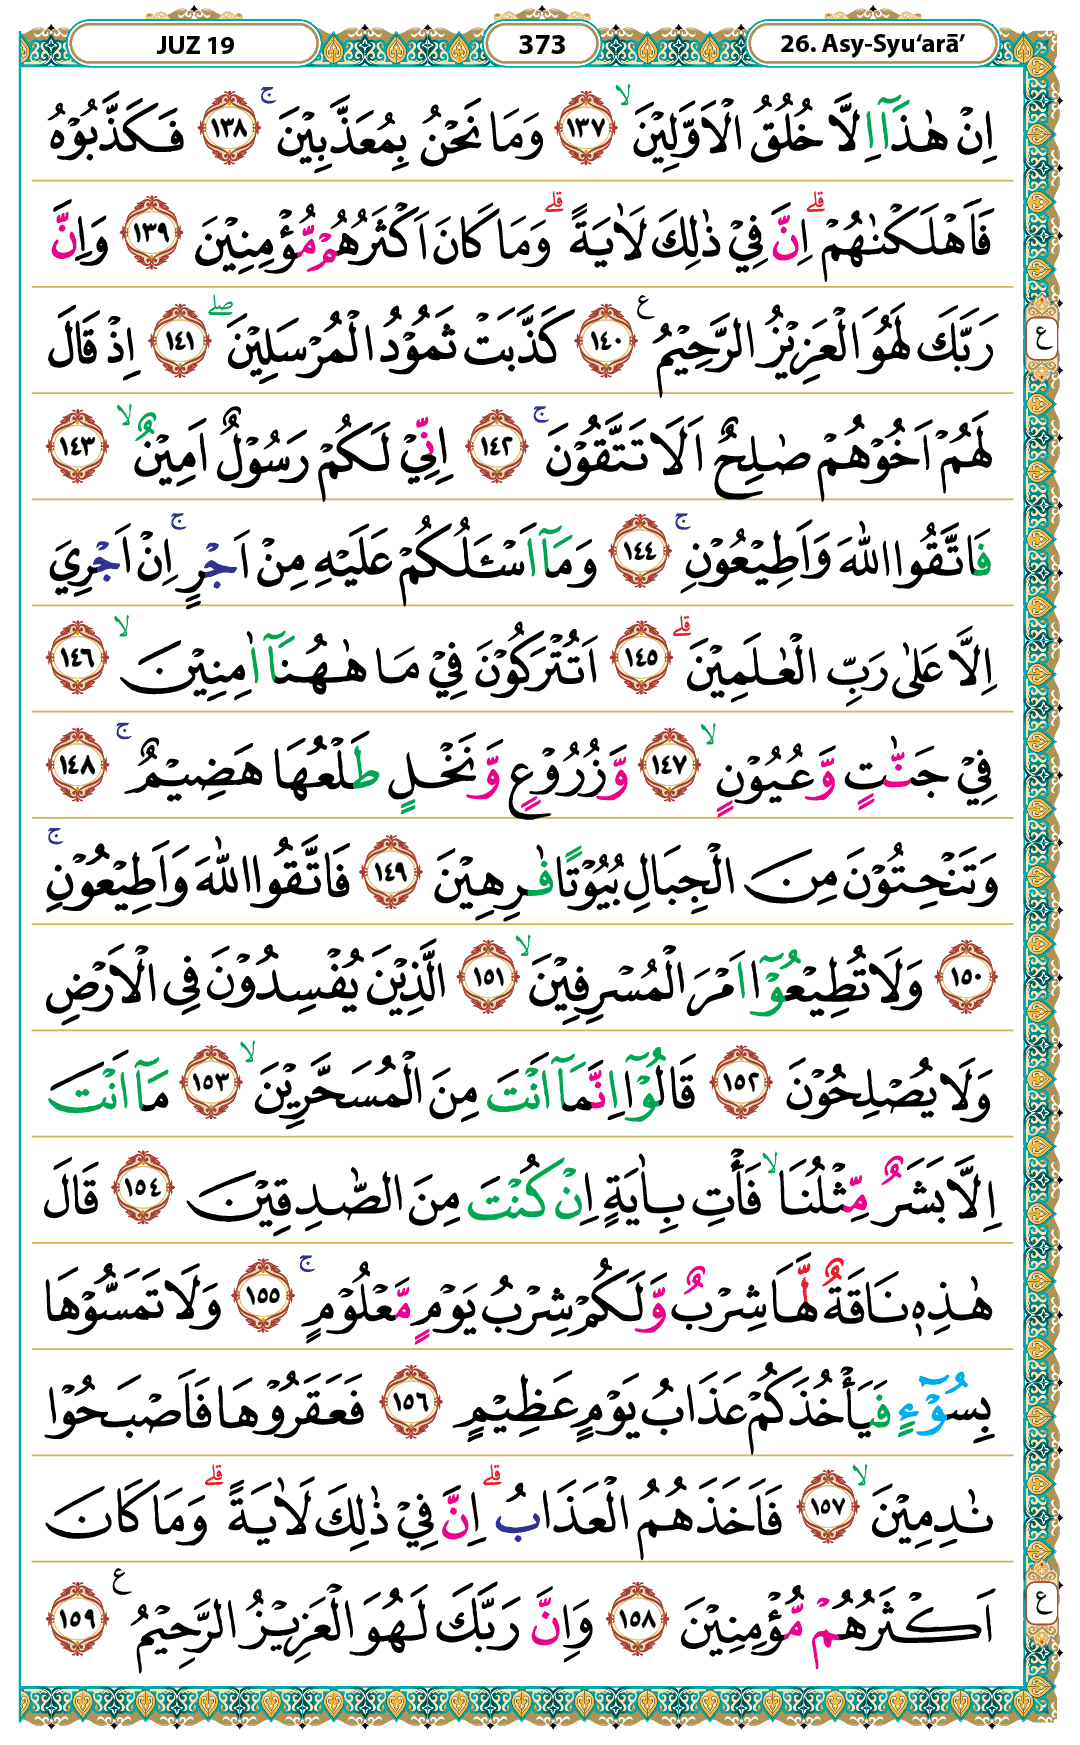 JUZ 19
373
26. Asy-Syu‘arā’
اِنْ هٰذَآ اِلَّا خُلُقُ الْاَوَّلِيْنَ ۙ ١٣٧ وَمَا نَحْنُ بِمُعَذَّبِيْنَ ۚ ١٣٨ فَكَذَّبُوْهُ
فَاَهْلَكْنٰهُمْ ۗ اِنَّ فِيْ ذٰلِكَ لَاٰيَةً ۗ وَمَا كَانَ اَكْثَرُهُمْ مُّؤْمِنِيْنَ ١٣٩ وَاِنَّ
رَبَّكَ لَهُوَ الْعَزِيْزُ الرَّحِيْمُ ࣖ ١٤٠ كَذَّبَتْ ثَمُوْدُ الْمُرْسَلِيْنَ ۖ ١٤١ اِذْ قَالَ
ع
لَهُمْ اَخُوْهُمْ صٰلِحٌ اَلَا تَتَّقُوْنَ ۚ ١٤٢ اِنِّيْ لَكُمْ رَسُوْلٌ اَمِيْنٌ ۙ ١٤٣
فَاتَّقُوا اللّٰهَ وَاَطِيْعُوْنِ ۚ ١٤٤ وَمَآ اَسْـَٔلُكُمْ عَلَيْهِ مِنْ اَجْرٍ ۚ اِنْ اَجْرِيَ
اِلَّا عَلٰى رَبِّ الْعٰلَمِيْنَ ۗ ١٤٥ اَتُتْرَكُوْنَ فِيْ مَا هٰهُنَآ اٰمِنِيْنَ ۙ ١٤٦
فِيْ جَنّٰتٍ وَّعُيُوْنٍ ۙ ١٤٧ وَّزُرُوْعٍ وَّنَخْلٍ طَلْعُهَا هَضِيْمٌ ۚ ١٤٨
وَتَنْحِتُوْنَ مِنَ الْجِبَالِ بُيُوْتًا فٰرِهِيْنَ ١٤٩ فَاتَّقُوا اللّٰهَ وَاَطِيْعُوْنِ ۚ
١٥٠ وَلَا تُطِيْعُوْٓا اَمْرَ الْمُسْرِفِيْنَ ۙ ١٥١ الَّذِيْنَ يُفْسِدُوْنَ فِى الْاَرْضِ
وَلَا يُصْلِحُوْنَ ١٥٢ قَالُوْٓا اِنَّمَآ اَنْتَ مِنَ الْمُسَحَّرِيْنَ ۙ ١٥٣ مَآ اَنْتَ
اِلَّا بَشَرٌ مِّثْلُنَا ۙ فَأْتِ بِاٰيَةٍ اِنْ كُنْتَ مِنَ الصّٰدِقِيْنَ ١٥٤ قَالَ
هٰذِهٖ نَاقَةٌ لَّهَا شِرْبٌ وَّلَكُمْ شِرْبُ يَوْمٍ مَّعْلُوْمٍ ۚ ١٥٥ وَلَا تَمَسُّوْهَا
بِسُوْۤءٍ فَيَأْخُذَكُمْ عَذَابُ يَوْمٍ عَظِيْمٍ ١٥٦ فَعَقَرُوْهَا فَاَصْبَحُوْا
نٰدِمِيْنَ ۙ ١٥٧ فَاَخَذَهُمُ الْعَذَابُ ۗ اِنَّ فِيْ ذٰلِكَ لَاٰيَةً ۗ وَمَا كَانَ
اَكْثَرُهُمْ مُّؤْمِنِيْنَ ١٥٨ وَاِنَّ رَبَّكَ لَهُوَ الْعَزِيْزُ الرَّحِيْمُ ࣖ ١٥٩
ع